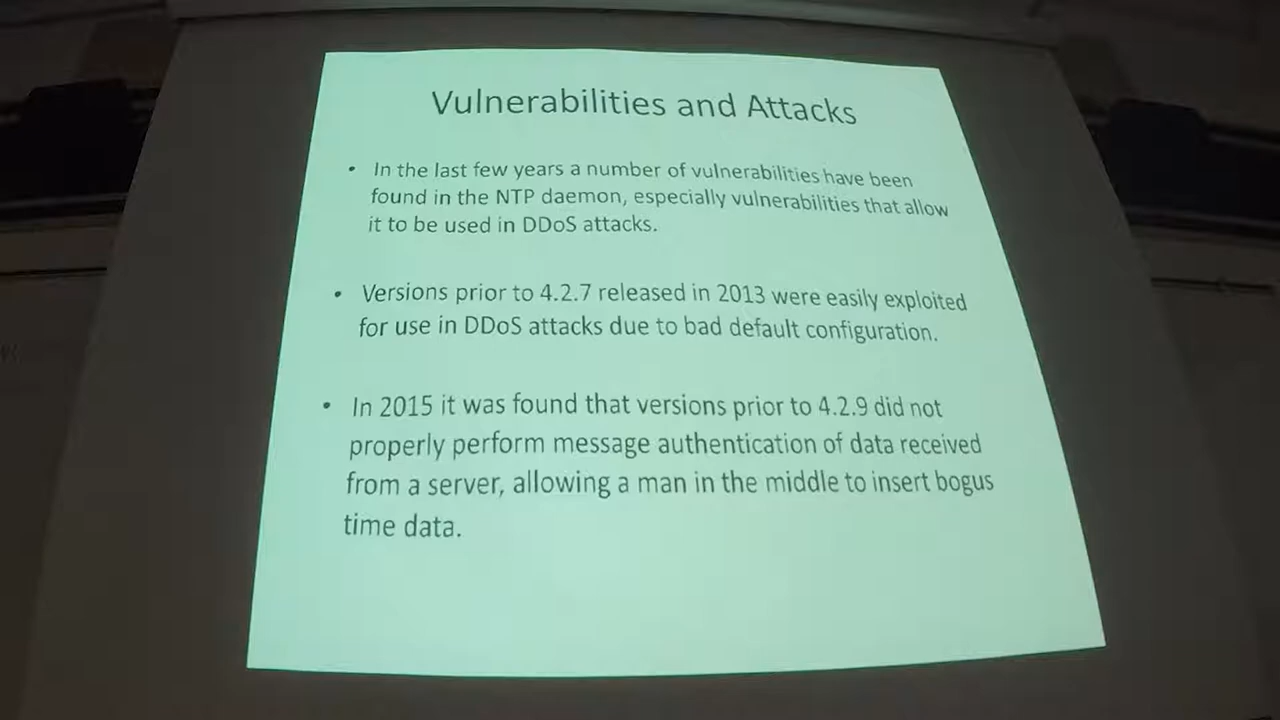 Vulnerabilities and Attacks
• In the last few years a number of vulnerabilities have been
found in the NTP daemon, especially vulnerabilities that allow
it to be used in DDoS attacks.
• Versions prior to 4.2.7 released in 2013 were easily exploited
for use in DDoS attacks due to bad default configuration.
• In 2015 it was found that versions prior to 4.2.9 did not
properly perform message authentication of data received
from a server, allowing a man in the middle to insert bogus
time data.